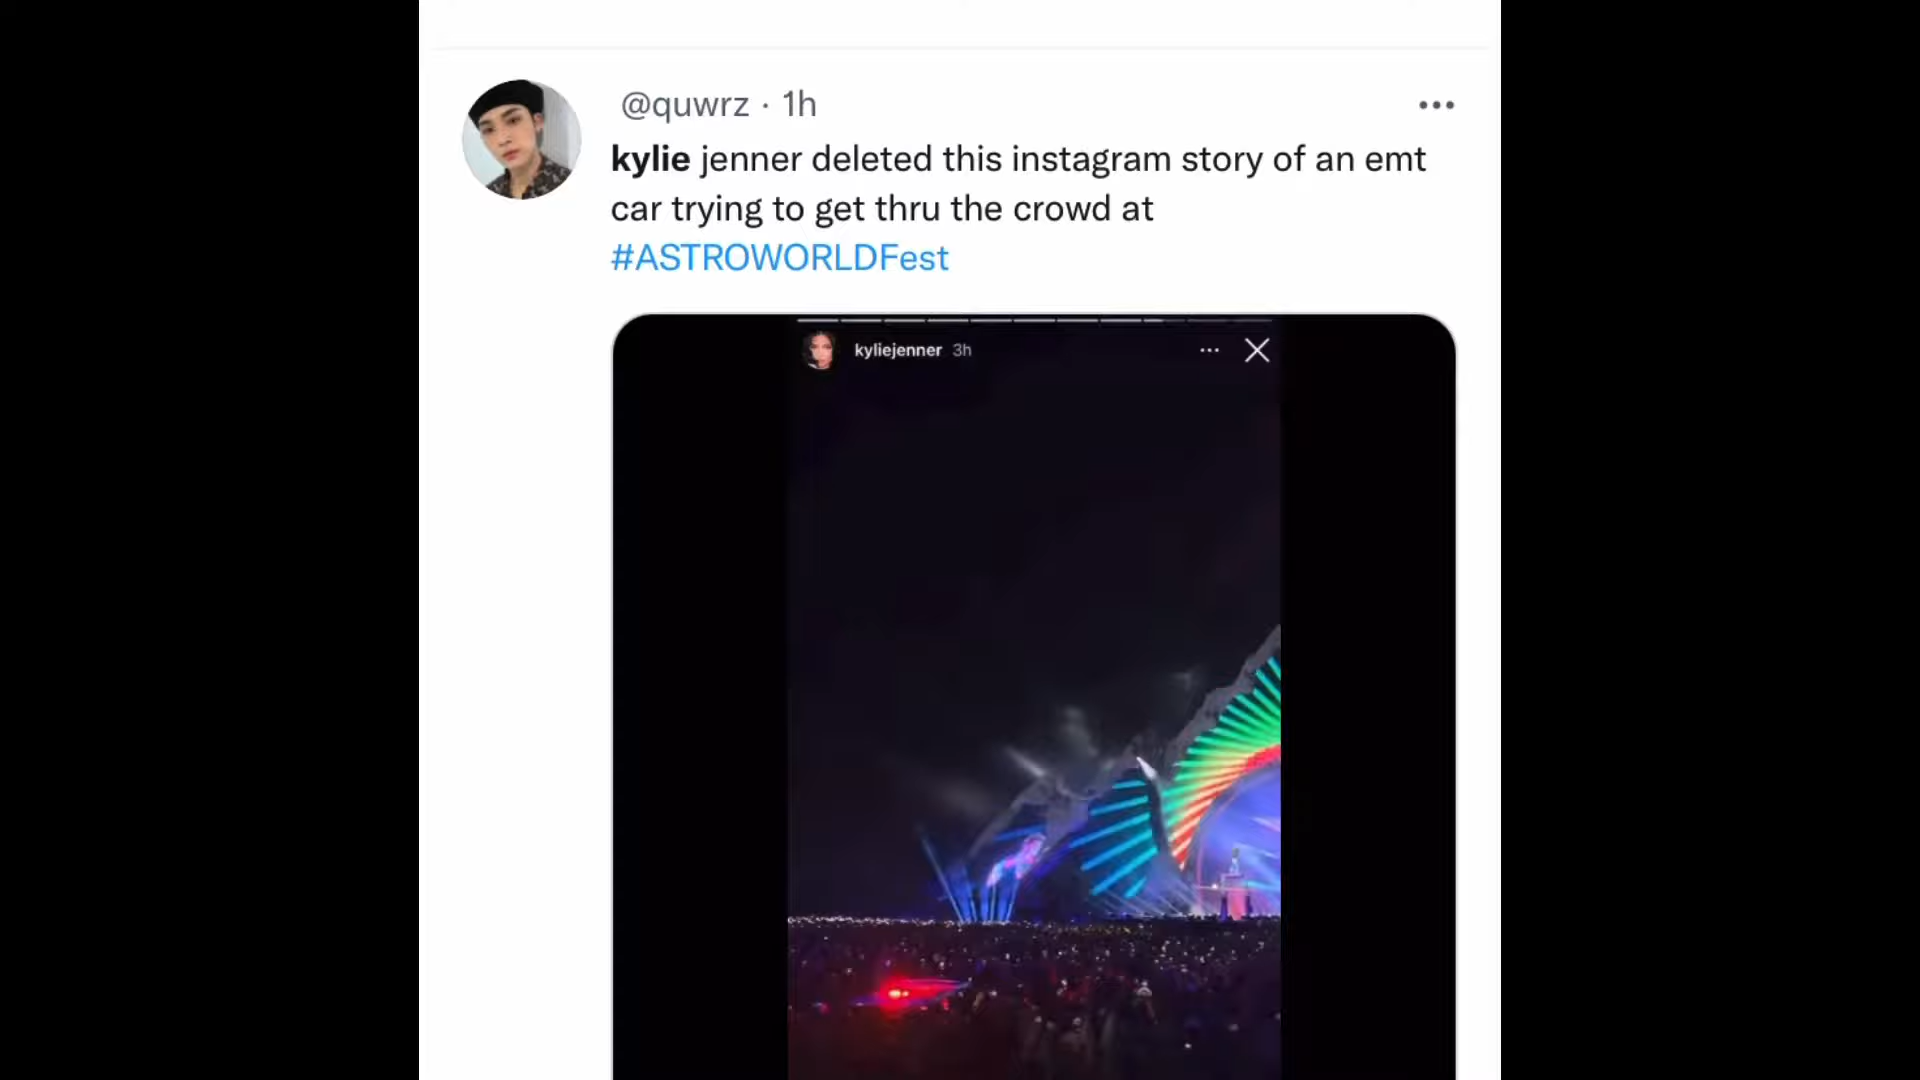 @quwrz · 1h
kylie jenner deleted this instagram story of an emt
car trying to get thru the crowd at
#ASTROWORLDFest
kyliejenner 3h